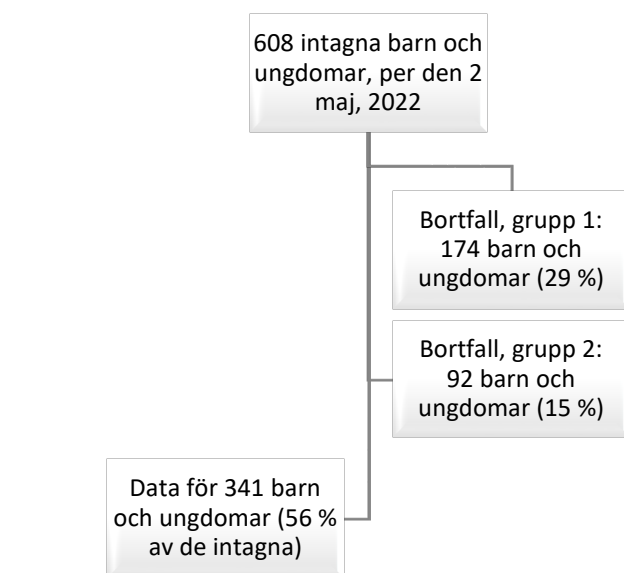 608 intagna barn och
ungdomar, per den 2
maj, 2022
Bortfall, grupp 1:
174 barn och
ungdomar (29 %)
Bortfall, grupp 2:
92 barn och
ungdomar (15 %)
Data för 341 barn
och ungdomar (56 %
av de intagna)